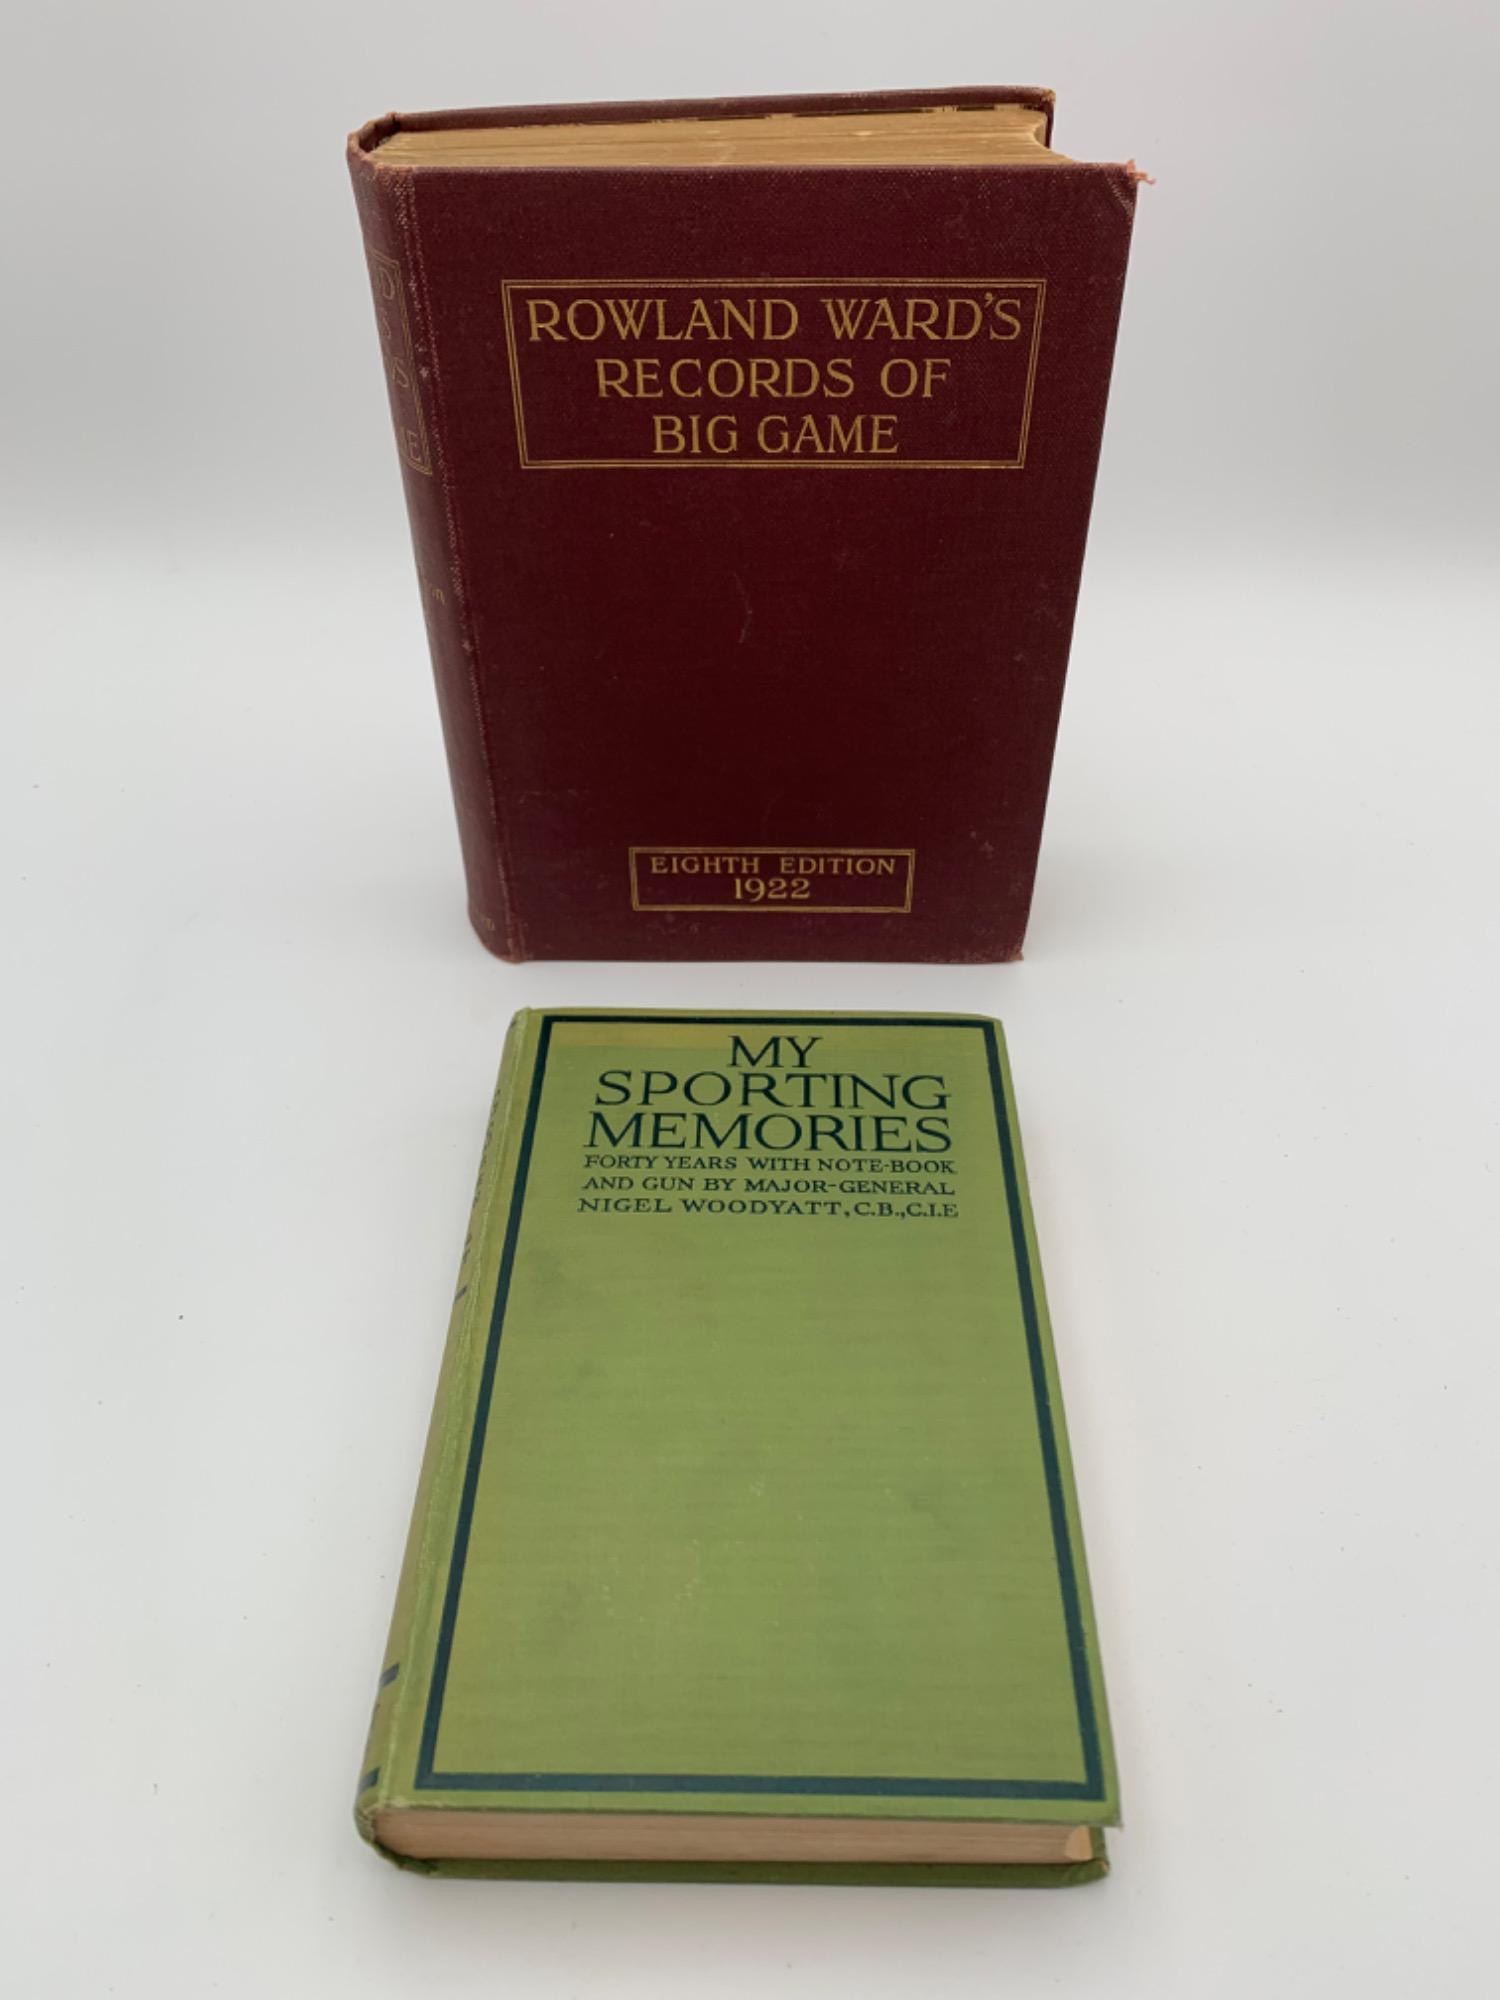 ROWLAND WARD'S
RECORDS OF
BIG GAME
EIGHTH EDITION
1922
MY
SPORTING
MEMORIES
FORTY YEARS WITH NOTE-BOOK
AND GUN BY MAJOR-GENERAL
NIGEL WOODYATT, C.B., C.I.E